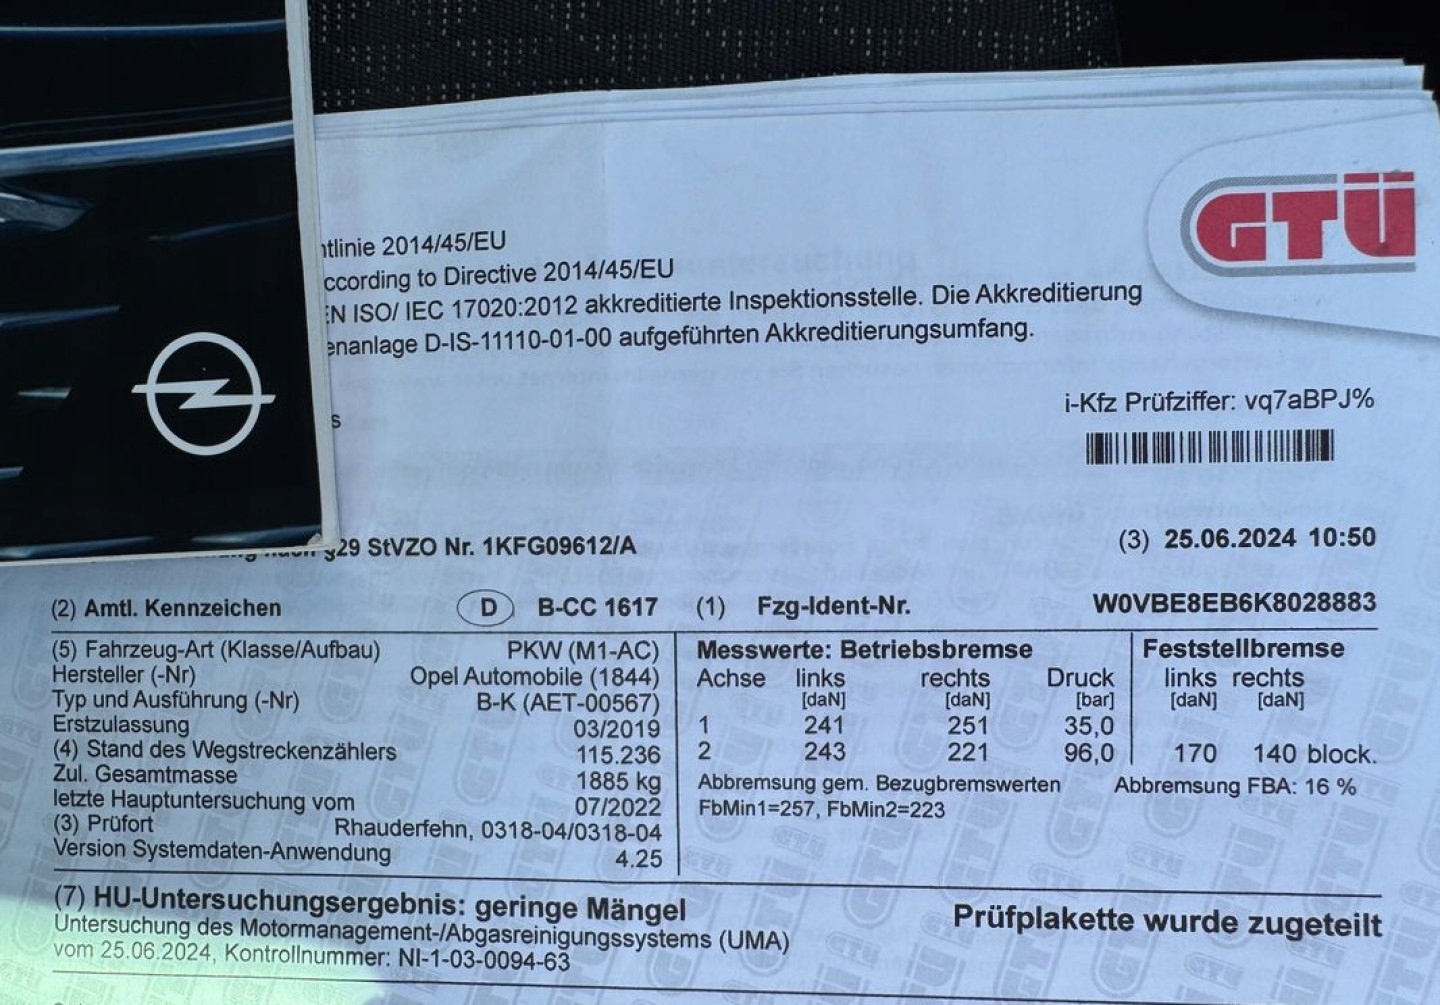 GTÜ
htlinie 2014/45/EU
ccording to Directive 2014/45/EU
EN ISO/ IEC 17020:2012 akkreditierte Inspektionsstelle. Die Akkreditierung
enanlage D-IS-11110-01-00 aufgeführten Akkreditierungsumfang.
i-Kfz Prüfziffer: vq7aBPJ%
s
§29 StVZO Nr. 1KFG09612/A (3) 25.06.2024 10:50
(2) Amtl. Kennzeichen D B-CC 1617 (1) Fzg-Ident-Nr. W0VBE8EB6K8028883
(5) Fahrzeug-Art (Klasse/Aufbau) PKW (M1-AC)
Hersteller (-Nr) Opel Automobile (1844)
Typ und Ausführung (-Nr) B-K (AET-00567)
Erstzulassung 03/2019
(4) Stand des Wegstreckenzählers 115.236
Zul. Gesamtmasse 1885 kg
letzte Hauptuntersuchung vom 07/2022
(3) Prüfort Rhauderfehn, 0318-04/0318-04
Version Systemdaten-Anwendung 4.25
Messwerte: Betriebsbremse Feststellbremse
Achse links rechts Druck links rechts
[daN] [daN] [bar] [daN] [daN]
1 241 251 35,0
2 243 221 96,0 170 140 block.
Abbremsung gem. Bezugbremswerten Abbremsung FBA: 16 %
FbMin1=257, FbMin2=223
(7) HU-Untersuchungsergebnis: geringe Mängel Prüfplakette wurde zugeteilt
Untersuchung des Motormanagement-/Abgasreinigungssystems (UMA)
vom 25.06.2024, Kontrollnummer: NI-1-03-0094-63